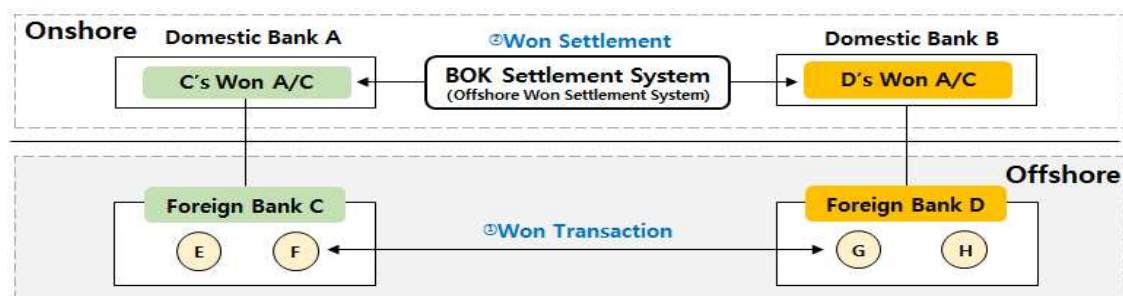 Onshore
Domestic Bank A
②Won Settlement
Domestic Bank B
C's Won A/C
BOK Settlement System
(Offshore Won Settlement System)
D's Won A/C
Offshore
Foreign Bank C
Foreign Bank D
E
F
①Won Transaction
G
H